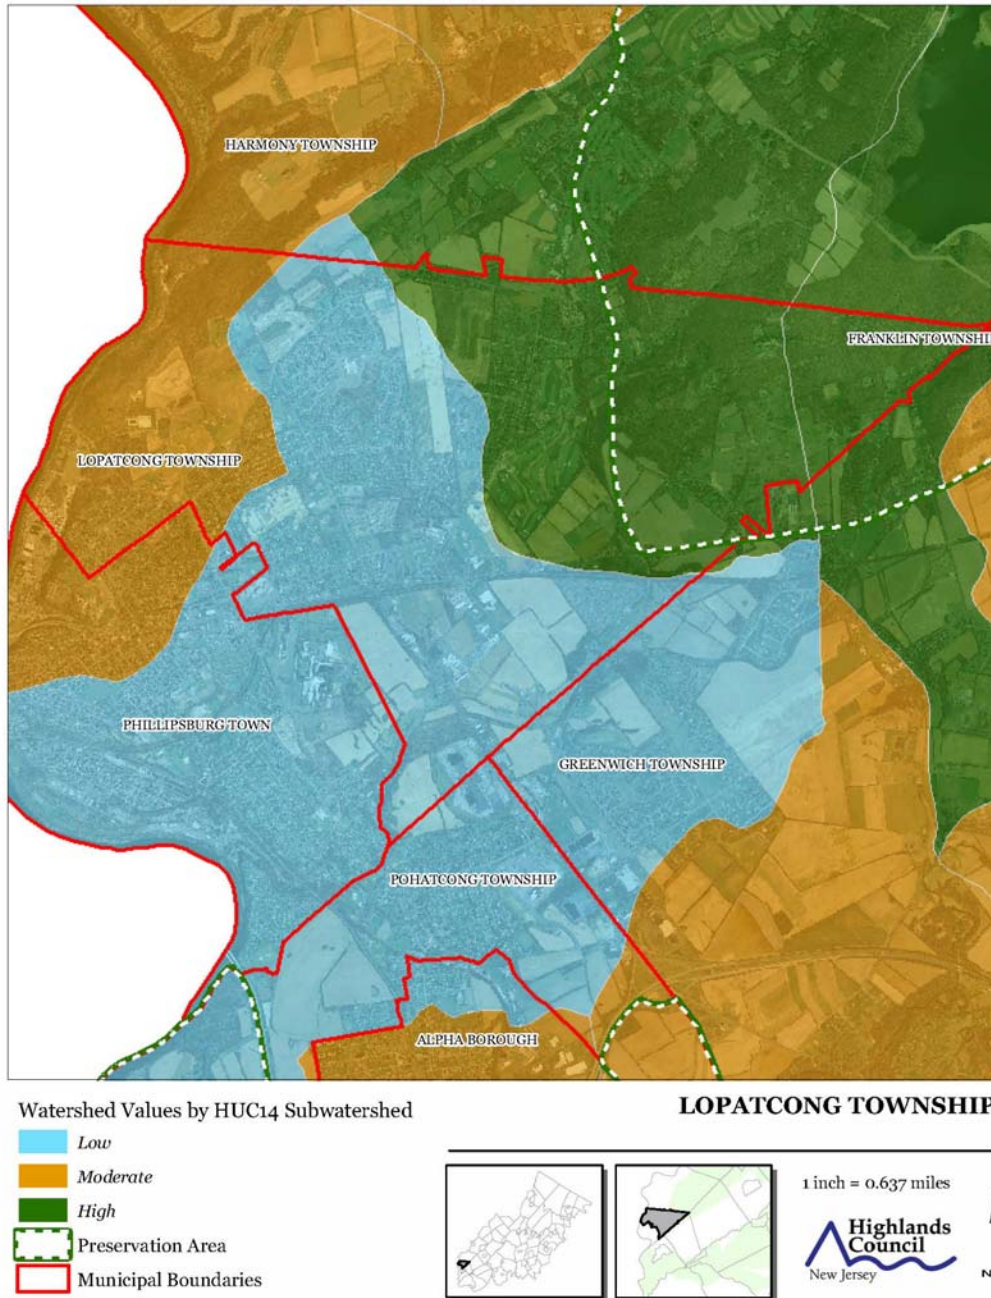 HARMONY TOWNSHIP
FRANKLIN TOWNSHI
LOPATCONG TOWNSHIP
PHILLIPSBURG TOWN
GREENWICH TOWNSHIP
POHATCONG TOWNSHIP
ALPHA BOROUGH
Watershed Values by HUC14 Subwatershed
Low
Moderate
High
Preservation Area
Municipal Boundaries
LOPATCONG TOWNSHIP
1 inch = 0.637 miles
Highlands
Council
New Jersey
N